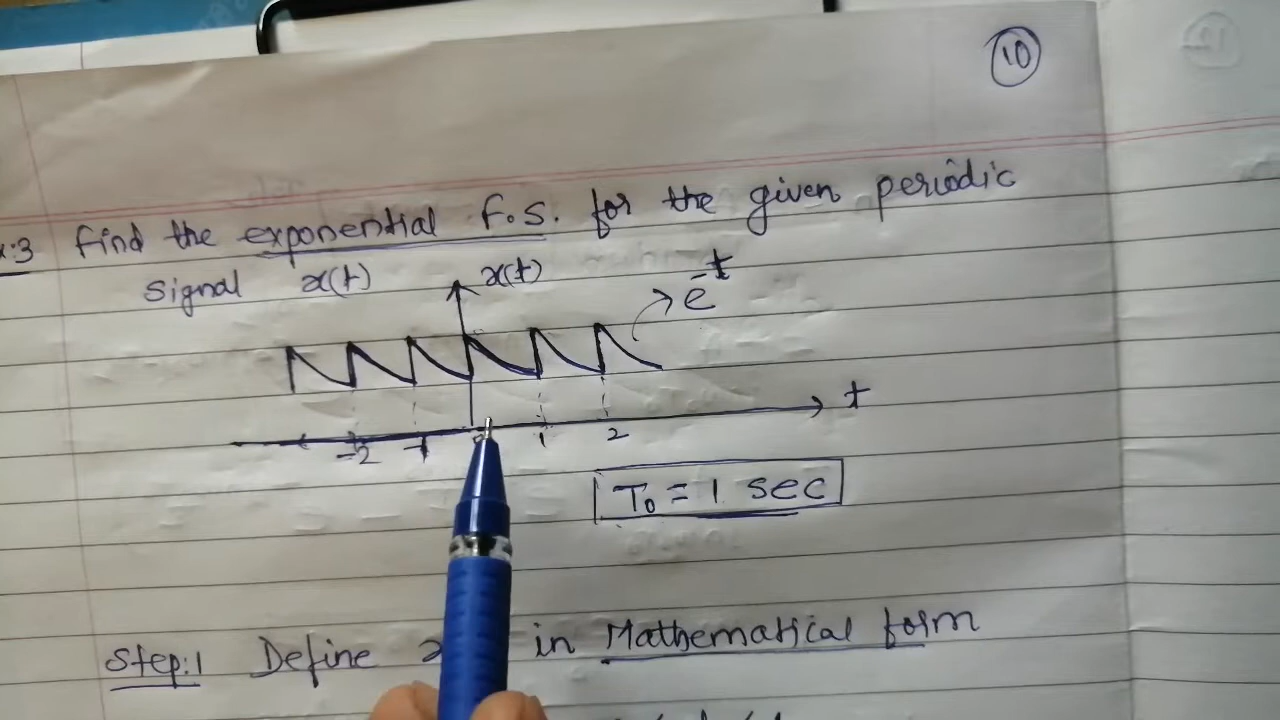 10
x:3 Find the exponential F.S. for the given periodic
signal x(t)
x(t)
e^-t
t
-2 -1 1 2
T₀ = 1 sec
Step:1 Define in Mathematical form